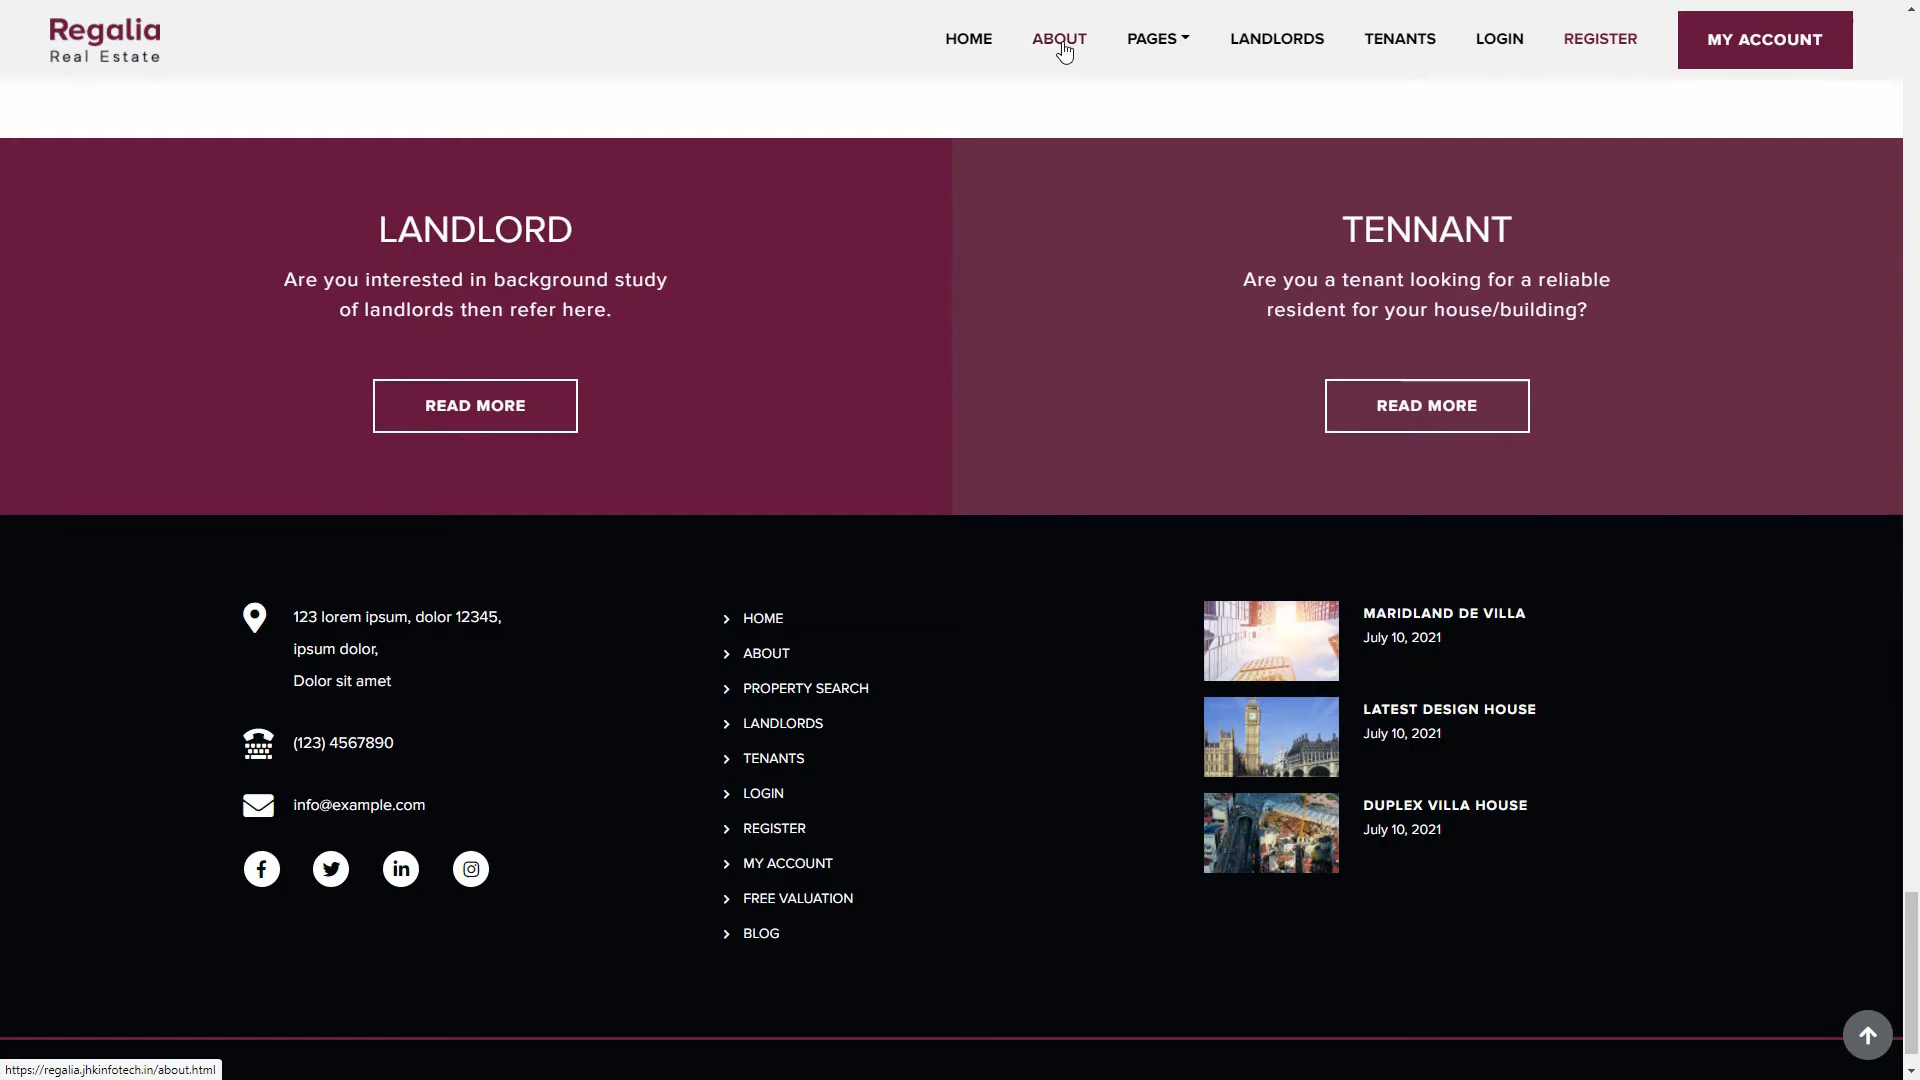 Regalia
Real Estate
HOME
ABOUT
PAGES
LANDLORDS
TENANTS
LOGIN
REGISTER
MY ACCOUNT
LANDLORD
Are you interested in background study
of landlords then refer here.
READ MORE
TENNANT
Are you a tenant looking for a reliable
resident for your house/building?
READ MORE
123 lorem ipsum, dolor 12345,
ipsum dolor,
Dolor sit amet
(123) 4567890
info@example.com
HOME
ABOUT
PROPERTY SEARCH
LANDLORDS
TENANTS
LOGIN
REGISTER
MY ACCOUNT
FREE VALUATION
BLOG
MARIDLAND DE VILLA
July 10, 2021
LATEST DESIGN HOUSE
July 10, 2021
DUPLEX VILLA HOUSE
July 10, 2021
https://regalia.jhkinfotech.in/about.html